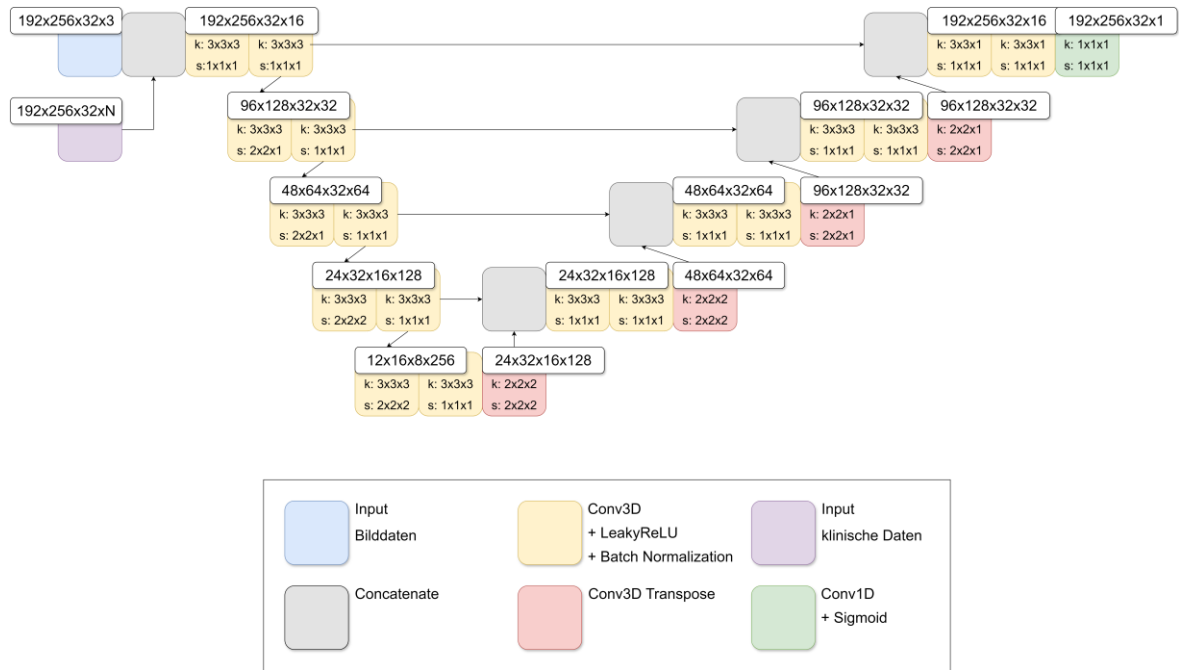 192x256x32x3
192x256x32x16
192x256x32x16
192x256x32x1
k: 3x3x3
k: 3x3x3
k: 3x3x1
k: 3x3x1
k: 1x1x1
s:1x1x1
s:1x1x1
s: 1x1x1
s: 1x1x1
s: 1x1x1
192x256x32xN
96x128x32x32
96x128x32x32
96x128x32x32
k: 3x3x3
k: 3x3x3
k: 3x3x3
k: 3x3x3
k: 2x2x1
s: 2x2x1
s: 1x1x1
s: 1x1x1
s: 1x1x1
s: 2x2x1
48x64x32x64
48x64x32x64
96x128x32x32
k: 3x3x3
k: 3x3x3
k: 3x3x3
k: 3x3x3
k: 2x2x1
s: 2x2x1
s: 1x1x1
s: 1x1x1
s: 1x1x1
s: 2x2x1
24x32x16x128
24x32x16x128
48x64x32x64
k: 3x3x3
k: 3x3x3
k: 3x3x3
k: 3x3x3
k: 2x2x2
s: 2x2x2
s: 1x1x1
s: 1x1x1
s: 1x1x1
s: 2x2x2
12x16x8x256
24x32x16x128
k: 3x3x3
k: 3x3x3
k: 2x2x2
s: 2x2x2
s: 1x1x1
s: 2x2x2
Input
Bilddaten
Conv3D
+ LeakyReLU
+ Batch Normalization
Input
klinische Daten
Concatenate
Conv3D Transpose
Conv1D
+ Sigmoid